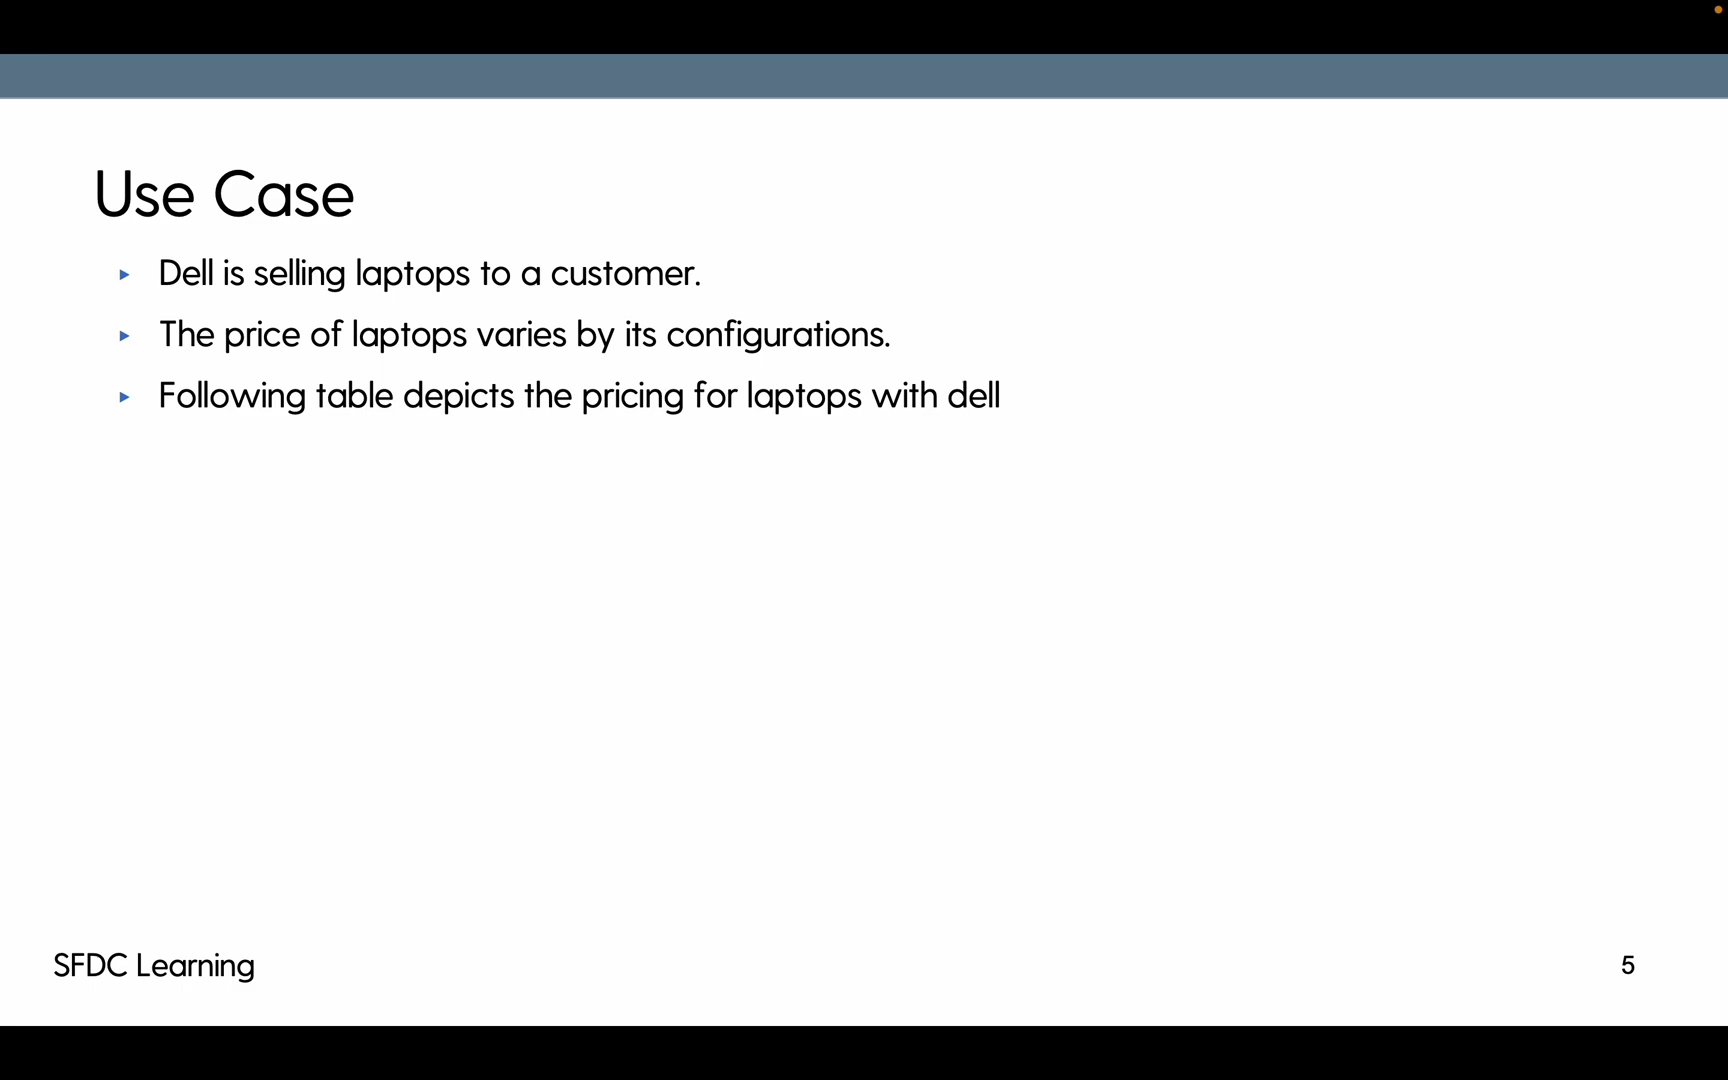 Use Case
Dell is selling laptops to a customer.
The price of laptops varies by its configurations.
Following table depicts the pricing for laptops with dell
SFDC Learning
5